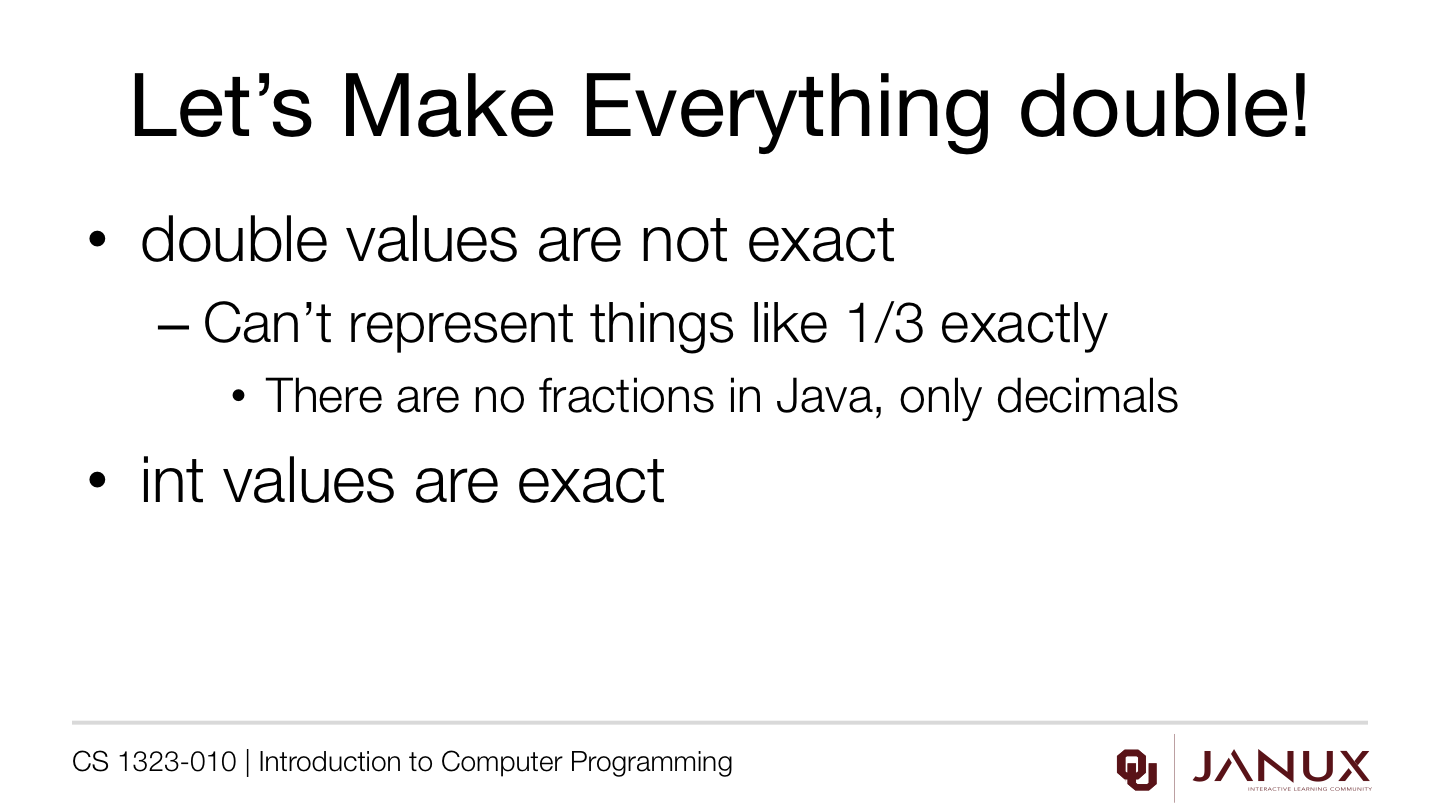 Let’s Make Everything double!
• double values are not exact
– Can’t represent things like 1/3 exactly
• There are no fractions in Java, only decimals
• int values are exact
CS 1323-010 | Introduction to Computer Programming
OU
JANUX
INTERACTIVE LEARNING COMMUNITY